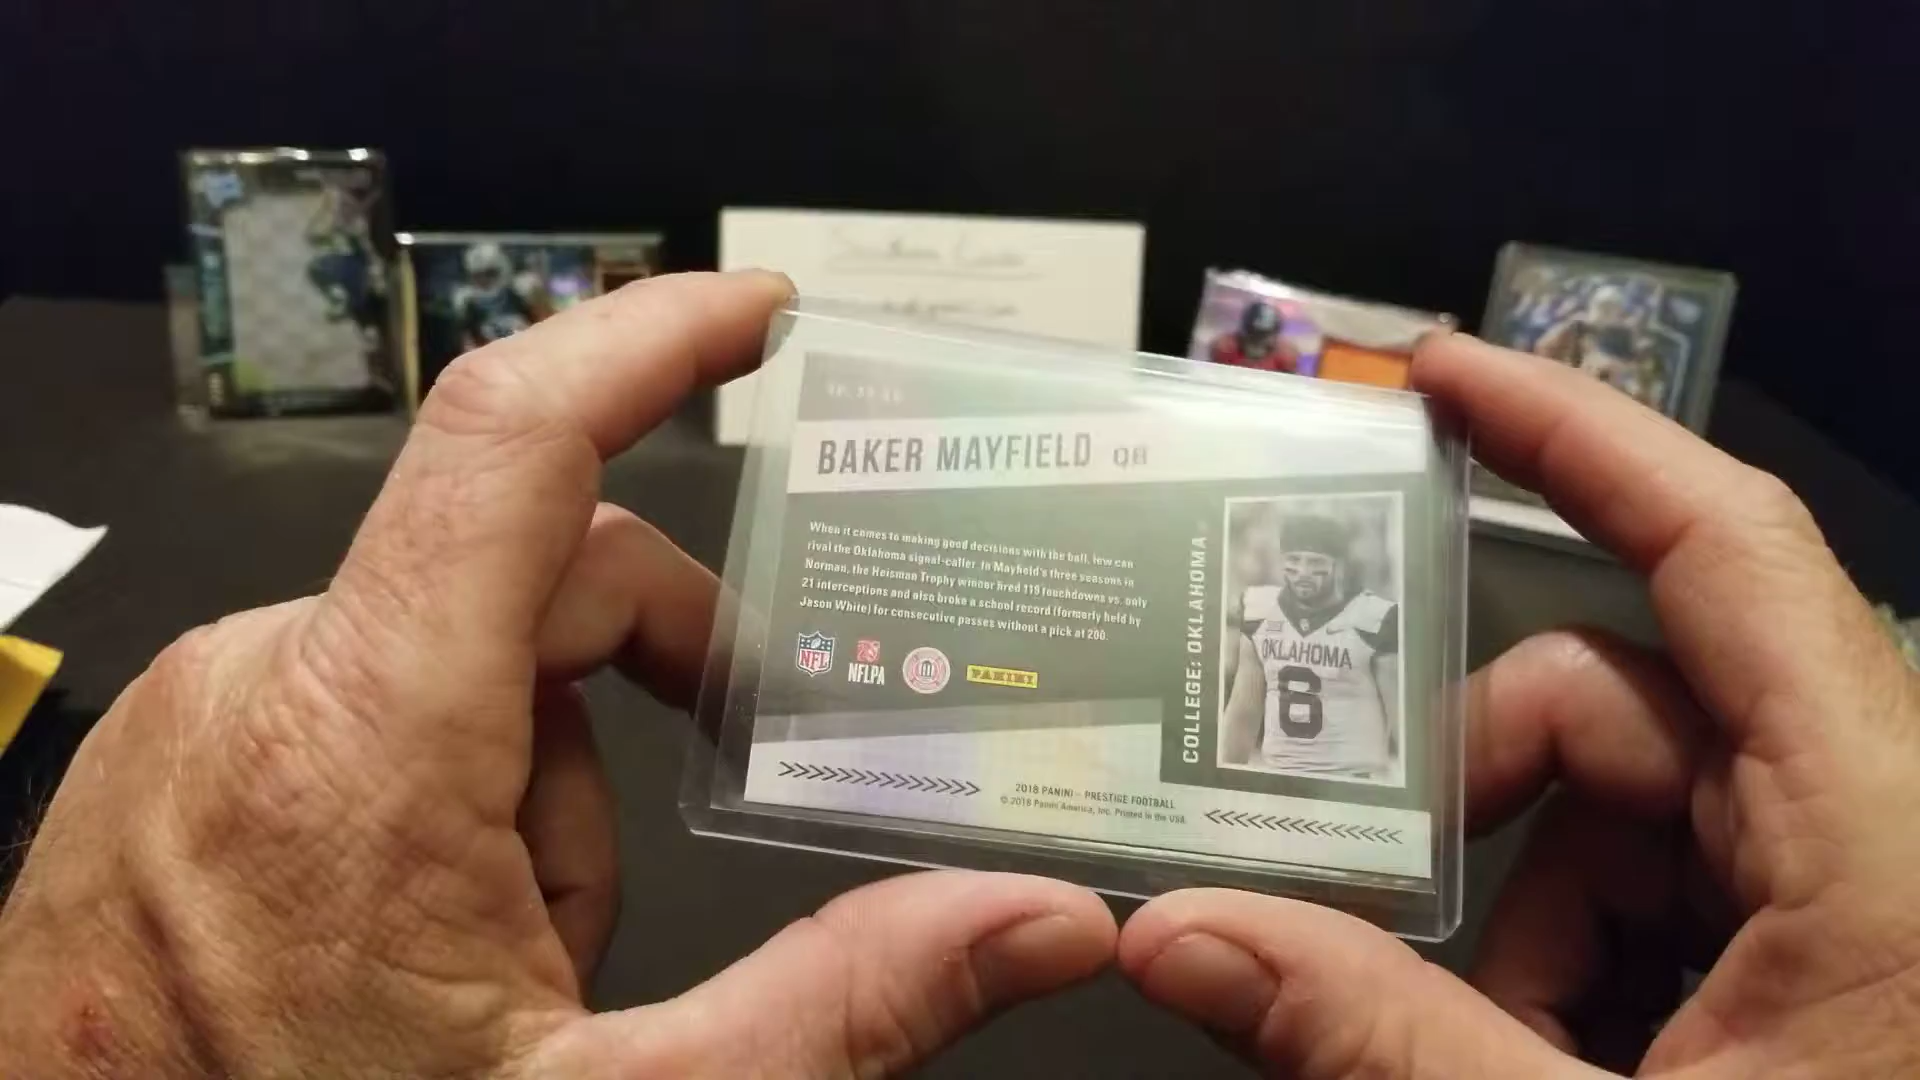 BAKER MAYFIELD QB
When it comes to making good decisions with the ball, few can
rival the Oklahoma signal-caller. In Mayfield's three seasons in
Norman, the Heisman Trophy winner fired 119 touchdowns vs. only
21 interceptions and also broke a school record (formerly held by
Jason White) for consecutive passes without a pick at 200.
NFL
NFLPA
PANINI
COLLEGE: OKLAHOMA
OKLAHOMA
8
2018 PANINI – PRESTIGE FOOTBALL
© 2018 Panini America, Inc. Printed in the USA.